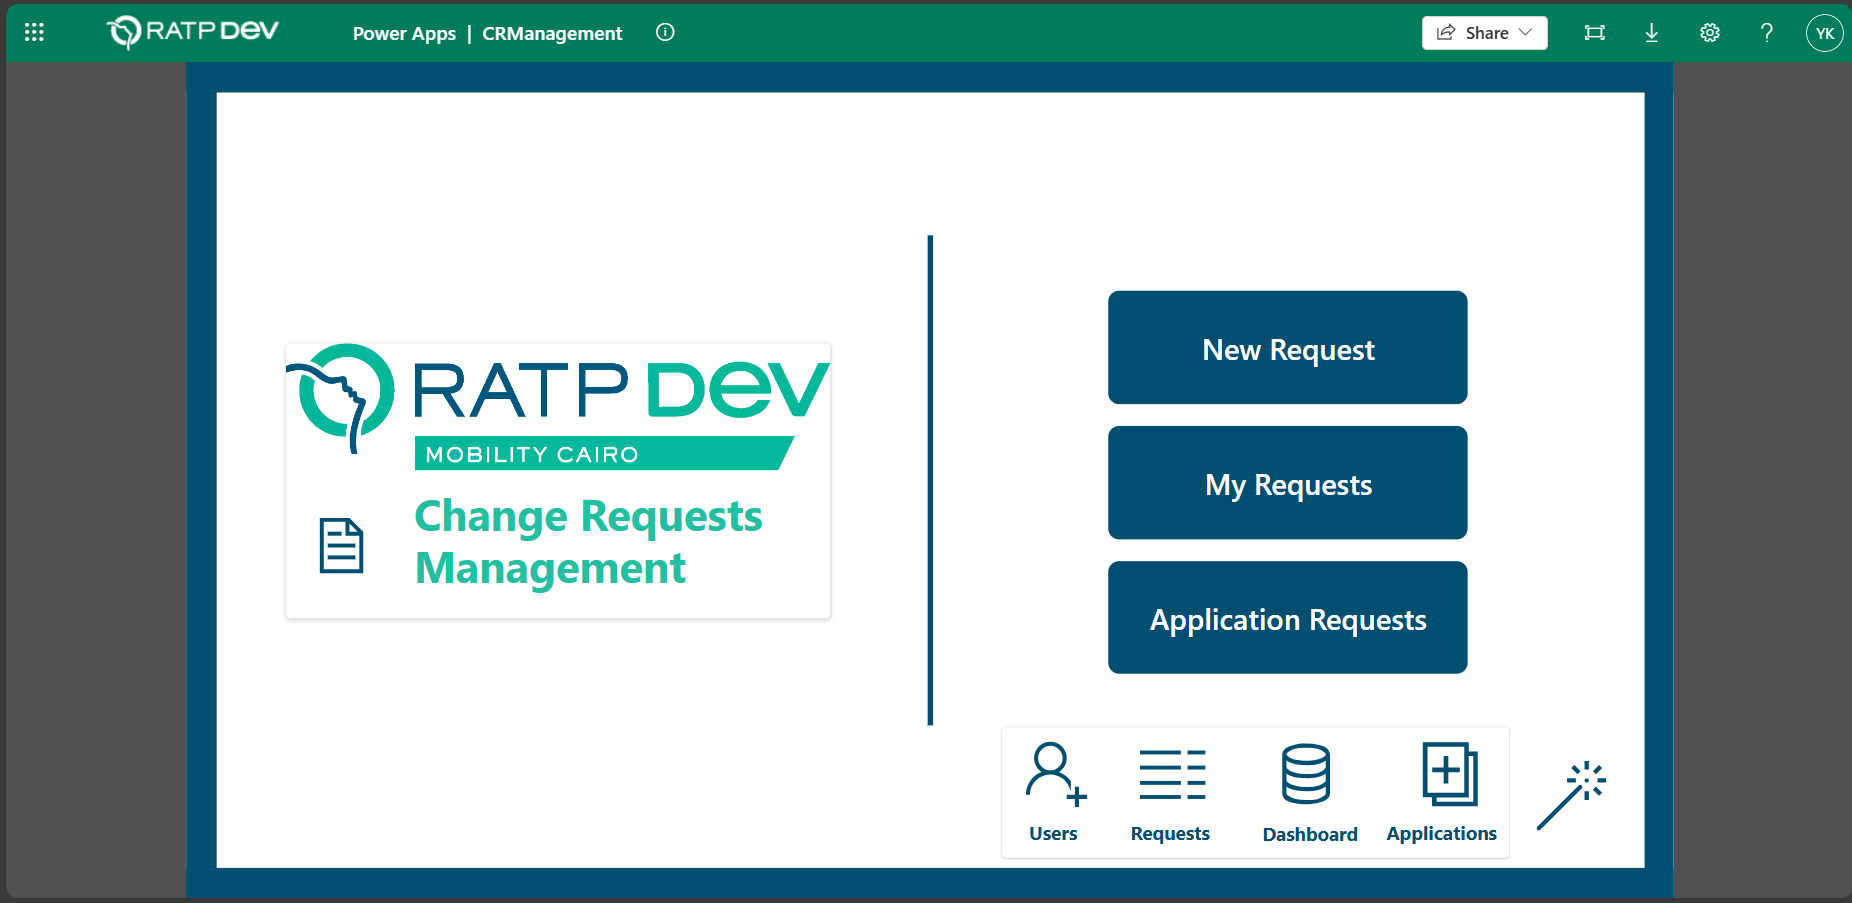 RATP DEV
Power Apps | CRManagement
Share
YK
RATP DEV
MOBILITY CAIRO
Change Requests
Management
New Request
My Requests
Application Requests
Users
Requests
Dashboard
Applications